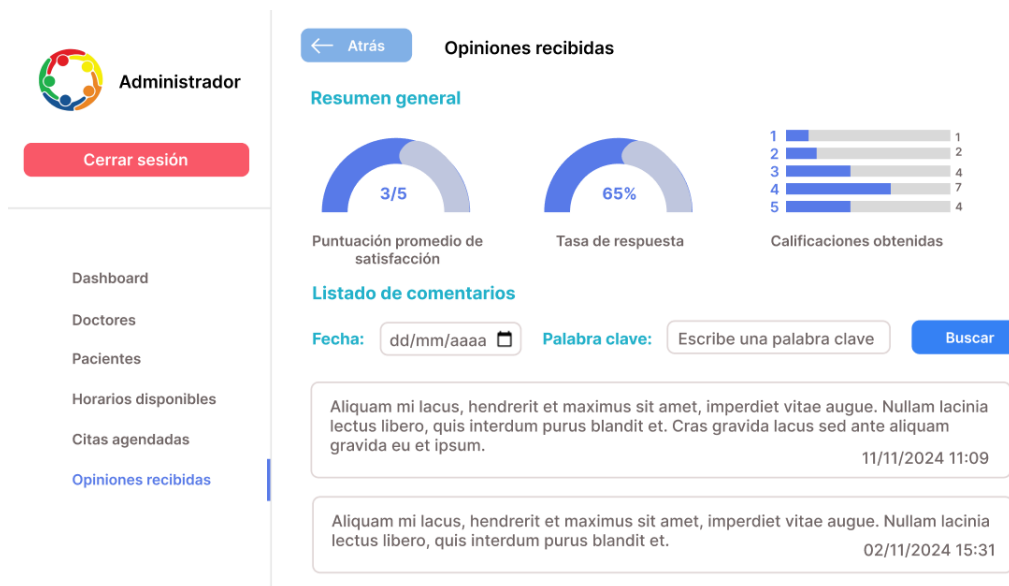 Administrador
Cerrar sesión
Dashboard
Doctores
Pacientes
Horarios disponibles
Citas agendadas
Opiniones recibidas
Atrás
Opiniones recibidas
Resumen general
3/5
Puntuación promedio de
satisfacción
65%
Tasa de respuesta
1 1
2 2
3 4
4 7
5 4
Calificaciones obtenidas
Listado de comentarios
Fecha: dd/mm/aaaa Palabra clave: Escribe una palabra clave Buscar
Aliquam mi lacus, hendrerit et maximus sit amet, imperdiet vitae augue. Nullam lacinia
lectus libero, quis interdum purus blandit et. Cras gravida lacus sed ante aliquam
gravida eu et ipsum.
11/11/2024 11:09
Aliquam mi lacus, hendrerit et maximus sit amet, imperdiet vitae augue. Nullam lacinia
lectus libero, quis interdum purus blandit et.
02/11/2024 15:31